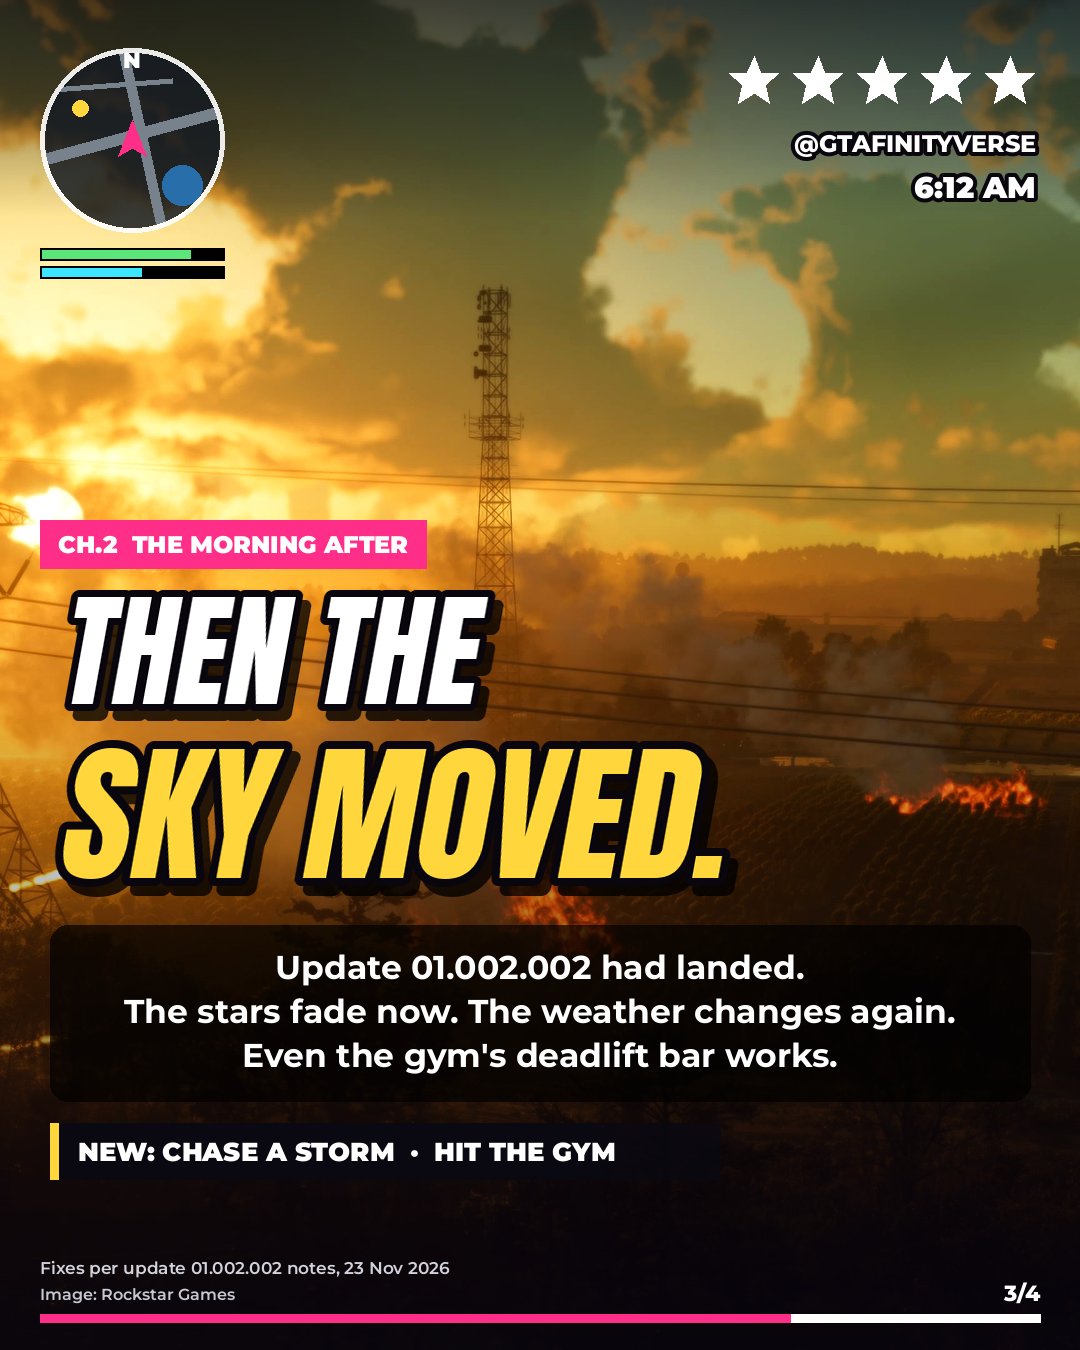 N
@GTAFINITYVERSE
6:12 AM
CH.2 THE MORNING AFTER
THEN THE
SKY MOVED.
Update 01.002.002 had landed.
The stars fade now. The weather changes again.
Even the gym's deadlift bar works.
NEW: CHASE A STORM · HIT THE GYM
Fixes per update 01.002.002 notes, 23 Nov 2026
Image: Rockstar Games
3/4